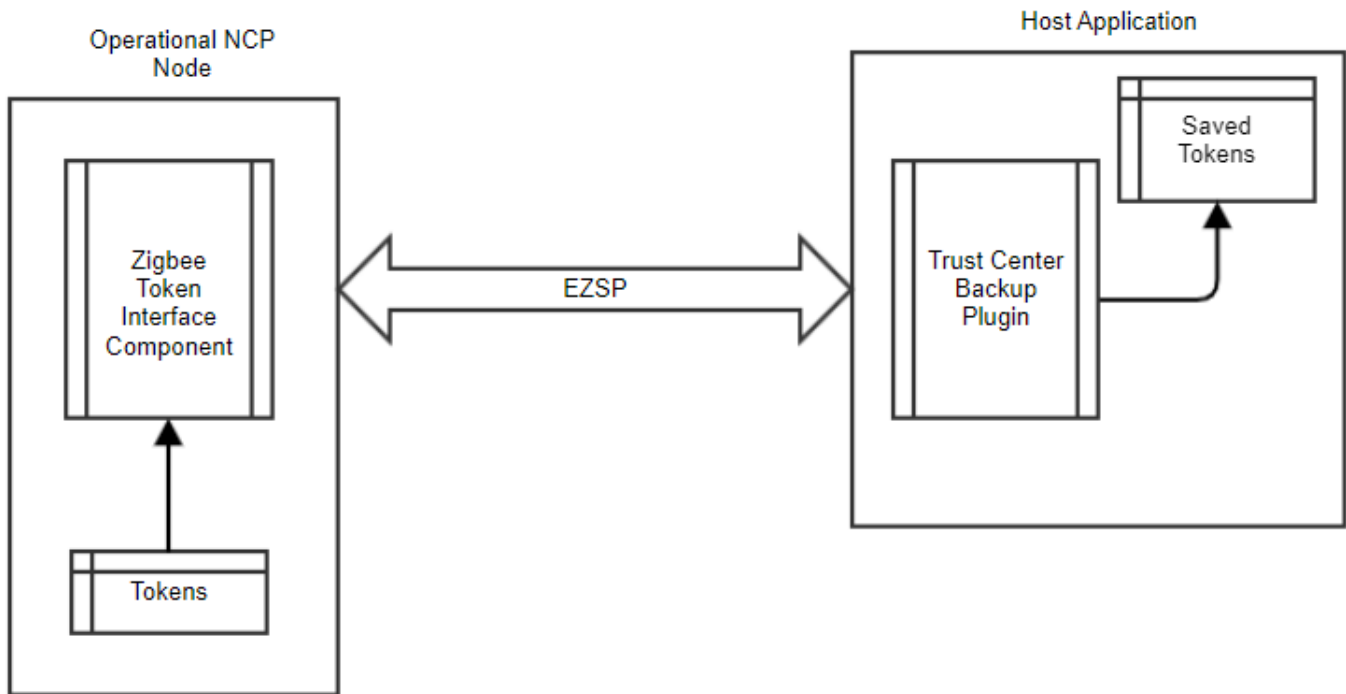 Operational NCP
Node
Zigbee
Token
Interface
Component
Tokens
EZSP
Host Application
Trust Center
Backup
Plugin
Saved
Tokens